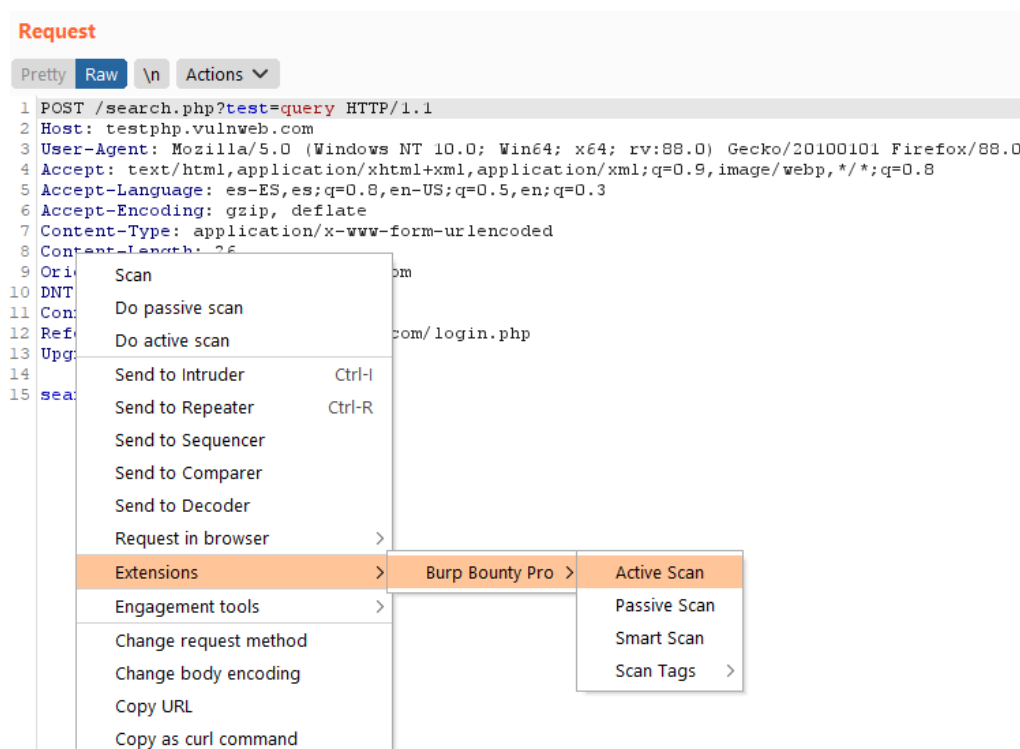 Request
Pretty Raw \n Actions
1 POST /search.php?test=query HTTP/1.1
2 Host: testphp.vulnweb.com
3 User-Agent: Mozilla/5.0 (Windows NT 10.0; Win64; x64; rv:88.0) Gecko/20100101 Firefox/88.0
4 Accept: text/html,application/xhtml+xml,application/xml;q=0.9,image/webp,*/*;q=0.8
5 Accept-Language: es-ES,es;q=0.8,en-US;q=0.5,en;q=0.3
6 Accept-Encoding: gzip, deflate
7 Content-Type: application/x-www-form-urlencoded
8 Content-Length: 26
9 Ori om
10 DNT
11 Con
12 Ref com/login.php
13 Upg
14
15 sear
Scan
Do passive scan
Do active scan
Send to Intruder Ctrl-I
Send to Repeater Ctrl-R
Send to Sequencer
Send to Comparer
Send to Decoder
Request in browser
Extensions Burp Bounty Pro Active Scan
Engagement tools Passive Scan
Change request method Smart Scan
Change body encoding Scan Tags
Copy URL
Copy as curl command